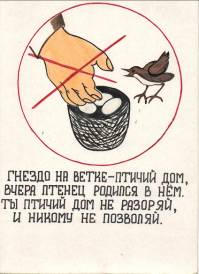 ГНЕЗДО НА ВЕТКЕ-ПТИЧИЙ ДОМ,
ВЧЕРА ПТЕНЕЦ РОДИЛСЯ В НЁМ.
ТЫ ПТИЧИЙ ДОМ НЕ РАЗОРЯЙ,
И НИКОМУ НЕ ПОЗВОЛЯЙ.